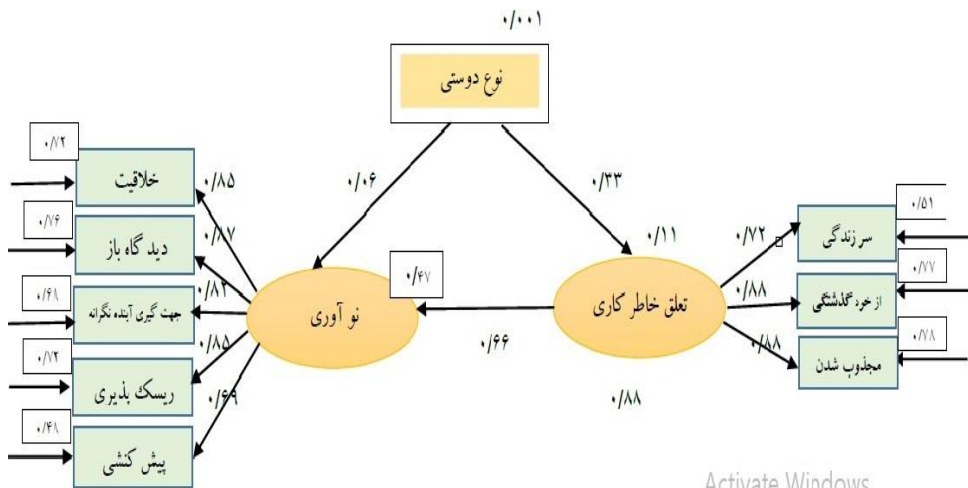 ۰/۰۰۱
نوع دوستی
۰/۰۶
۰/۳۳
۰/۷۲
خلاقیت
۰/۸۵
۰/۷۶
دید گاه باز
۰/۸۷
۰/۶۸
جهت گیری آینده نگرانه
۰/۸۲
۰/۷۲
ریسک پذیری
۰/۸۵
۰/۴۸
پیش کنشی
۰/۶۹
نو آوری
۰/۴۷
۰/۶۶
۰/۱۱
تعلق خاطر کاری
۰/۸۸
۰/۷۲
۰/۵۱
سر زندگی
۰/۸۸
۰/۷۷
از خود گذشتگی
۰/۸۸
۰/۷۸
مجذوب شدن
Activate Windows